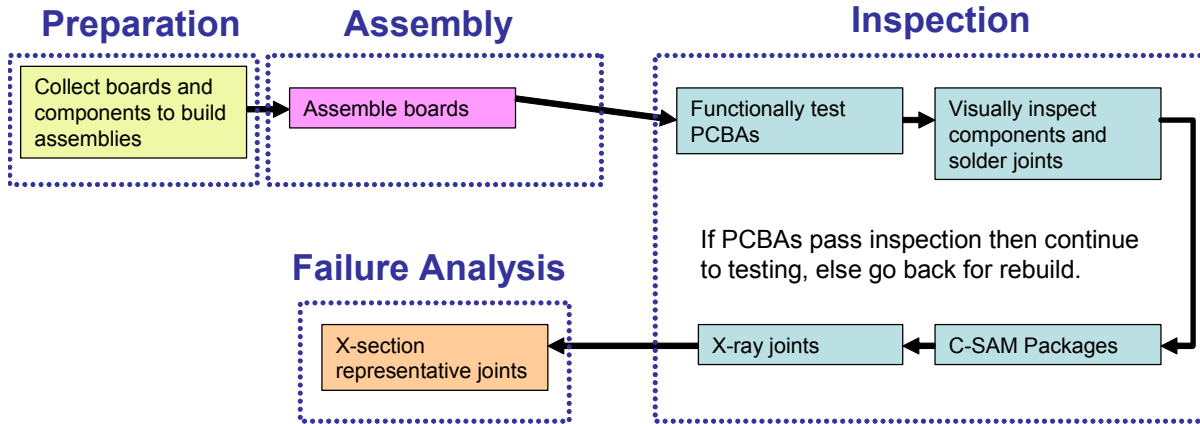 Preparation
Assembly
Inspection
Collect boards and
components to build
assemblies
Assemble boards
Functionally test
PCBAs
Visually inspect
components and
solder joints
If PCBAs pass inspection then continue
to testing, else go back for rebuild.
Failure Analysis
X-section
representative joints
X-ray joints
C-SAM Packages